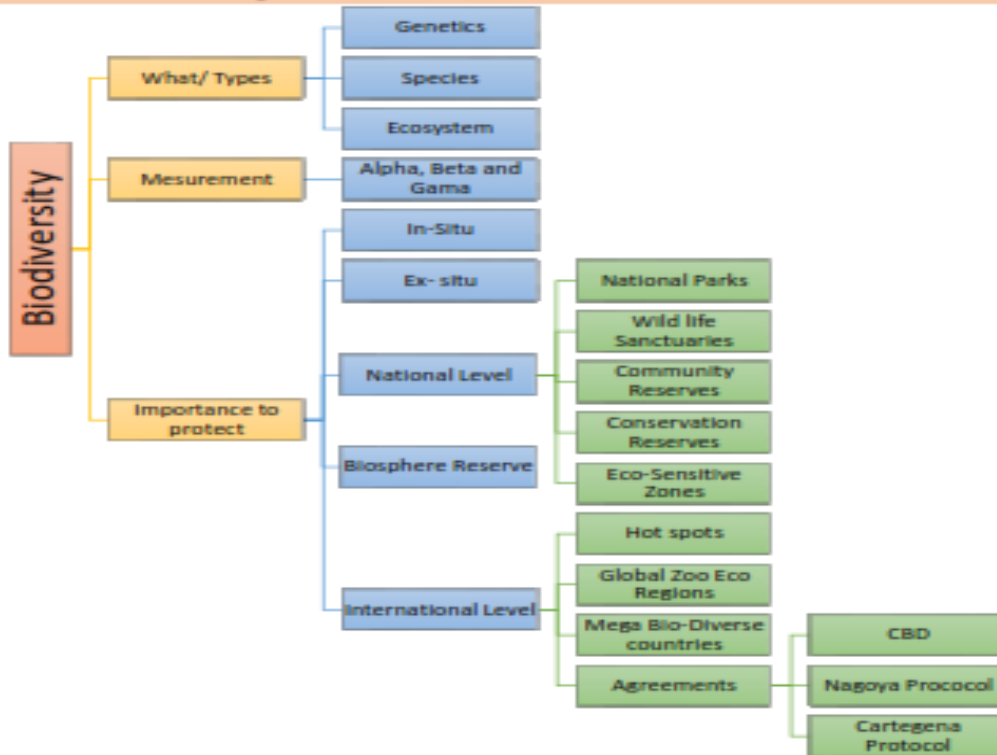 Biodiversity
What/ Types
Genetics
Species
Ecosystem
Mesurement
Alpha, Beta and
Gama
Importance to
protect
In-Situ
Ex- situ
National Level
National Parks
Wild life
Sanctuaries
Community
Reserves
Conservation
Reserves
Eco-Sensitive
Zones
Biosphere Reserve
International Level
Hot spots
Global Zoo Eco
Regions
Mega Bio-Diverse
countries
Agreements
CBD
Nagoya Prococol
Cartegena
Protocol